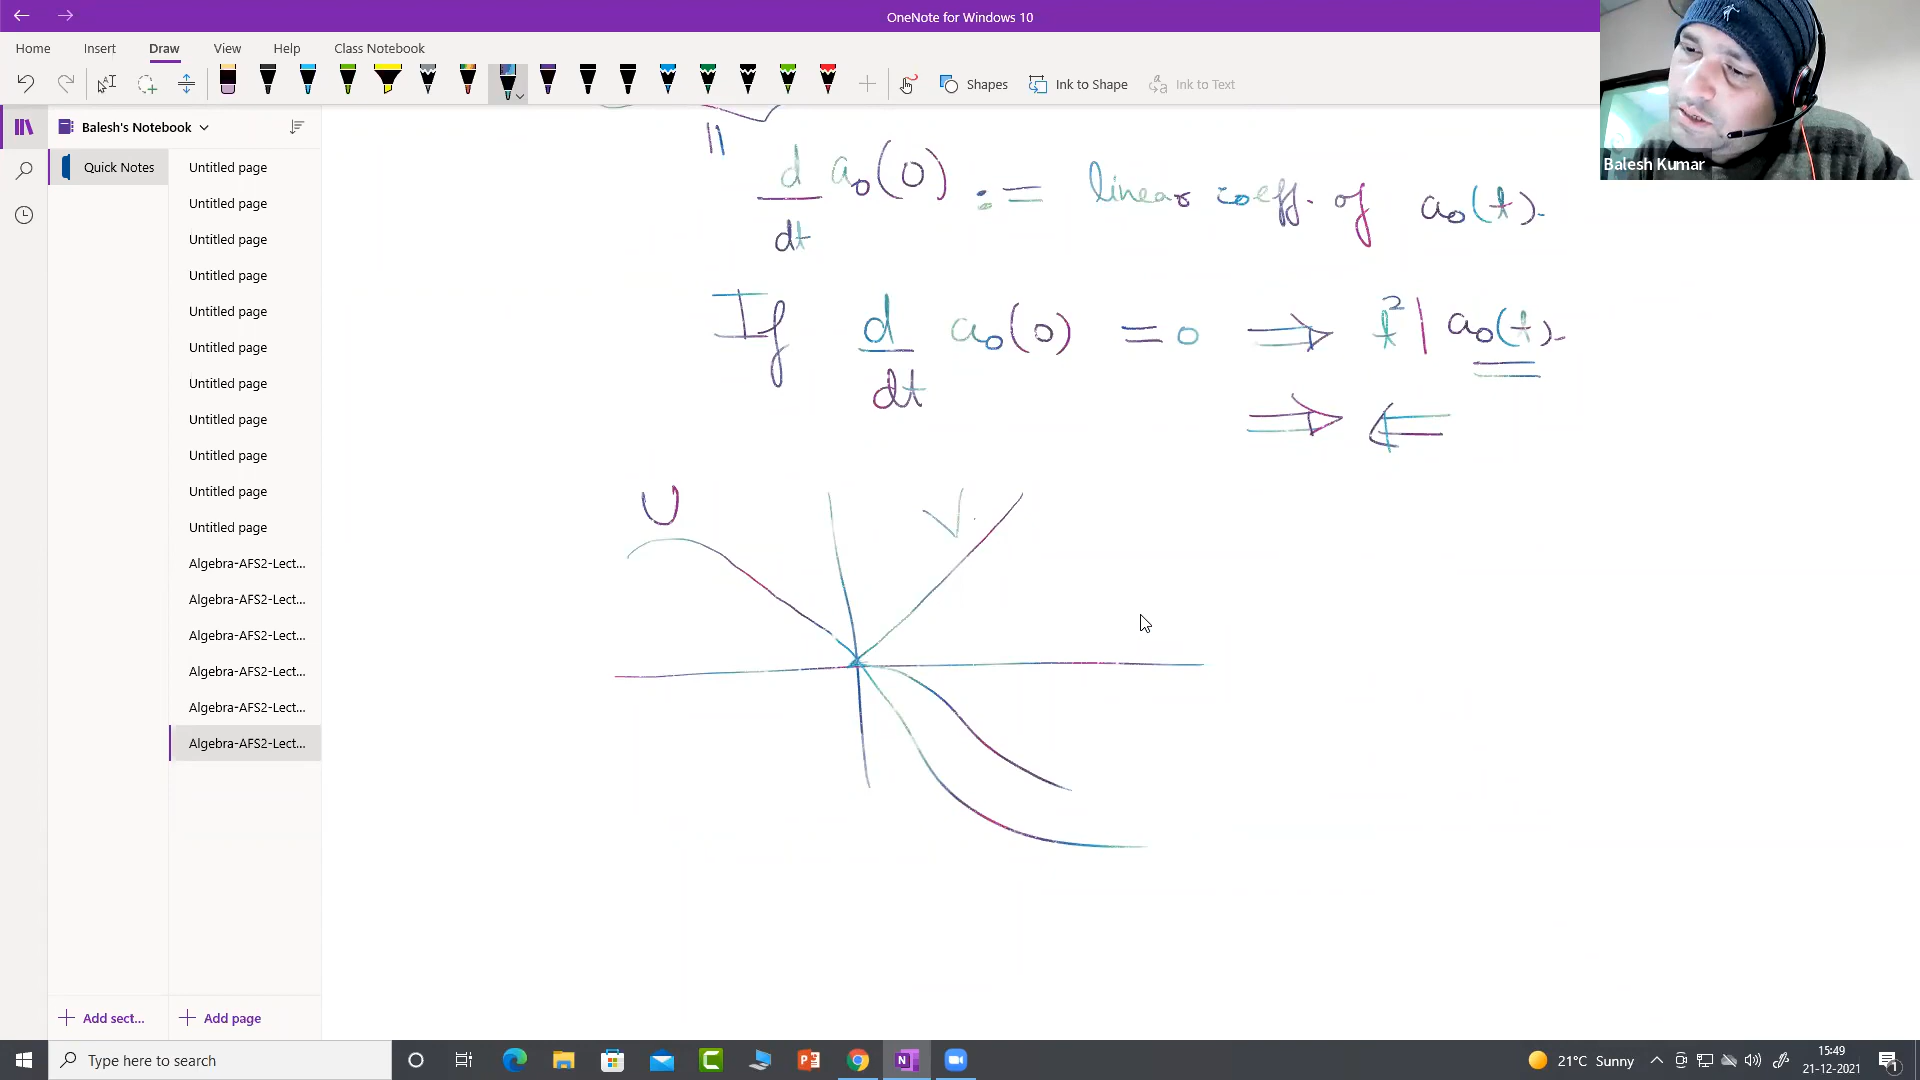 OneNote for Windows 10
Home Insert Draw View Help Class Notebook
Shapes Ink to Shape Ink to Text
Balesh Kumar
Balesh's Notebook
Quick Notes
Untitled page
Untitled page
Untitled page
Untitled page
Untitled page
Untitled page
Untitled page
Untitled page
Untitled page
Untitled page
Untitled page
Algebra-AFS2-Lect...
Algebra-AFS2-Lect...
Algebra-AFS2-Lect...
Algebra-AFS2-Lect...
Algebra-AFS2-Lect...
Algebra-AFS2-Lect...
Add sect... Add page
d/dt a₀(0) := linear coeff. of a₀(t).
If d/dt a₀(0) = 0 ⇒ t² | a₀(t).
⇒ ⇐
U V
Type here to search
21°C Sunny
15:49
21-12-2021
1